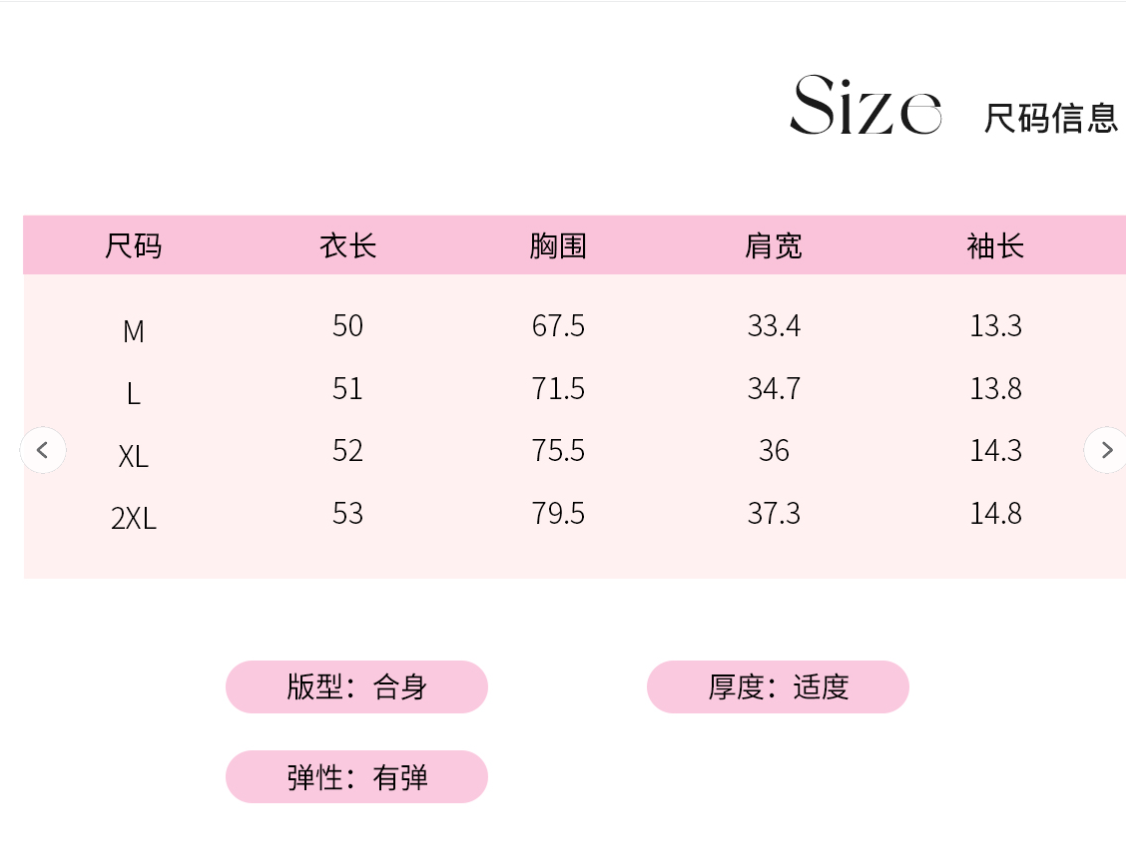 Size 尺码信息
尺码 衣长 胸围 肩宽 袖长
M 50 67.5 33.4 13.3
L 51 71.5 34.7 13.8
XL 52 75.5 36 14.3
2XL 53 79.5 37.3 14.8
版型：合身 厚度：适度
弹性：有弹